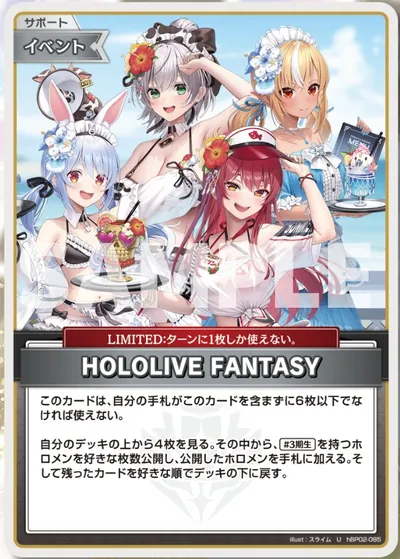 サポート
イベント
SAMPLE
LIMITED:ターンに1枚しか使えない。
HOLOLIVE FANTASY
このカードは、自分の手札がこのカードを含まずに6枚以下でな
ければ使えない。
自分のデッキの上から4枚を見る。その中から、#3期生を持つホ
ロメンを好きな枚数公開し、公開したホロメンを手札に加える。そ
して残ったカードを好きな順でデッキの下に戻す。
illust:スライム U hBP02-085